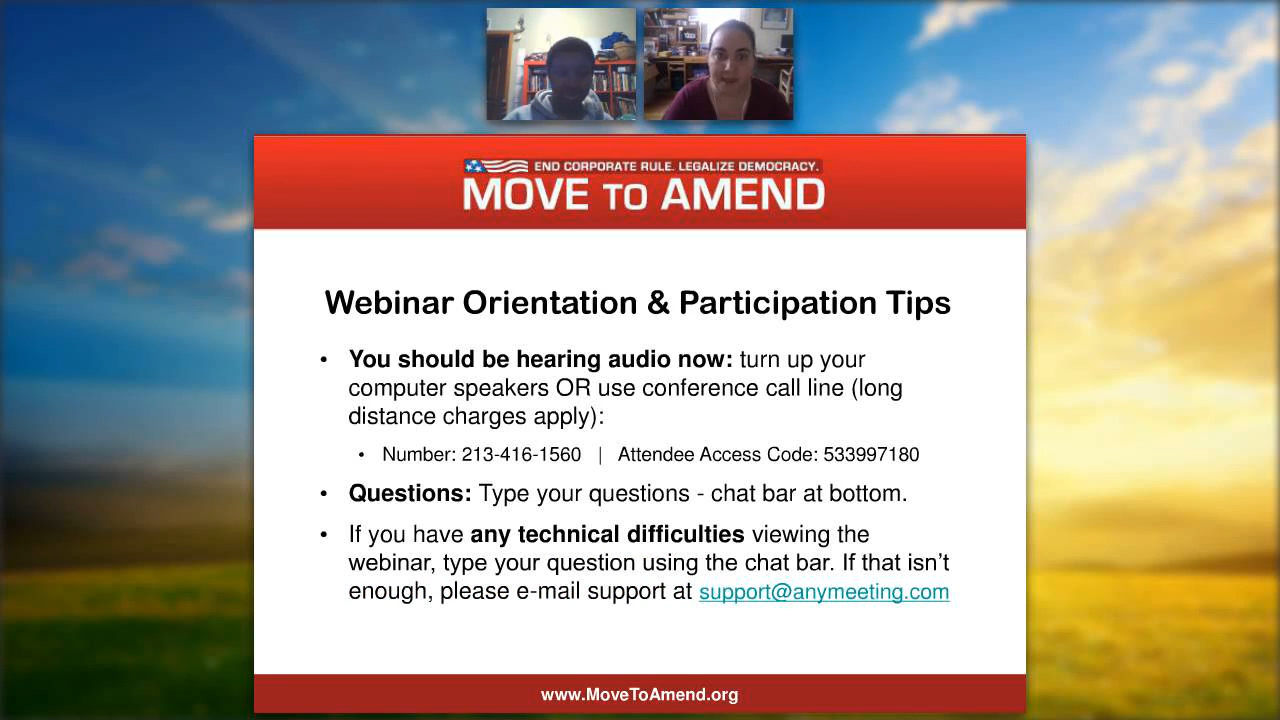 END CORPORATE RULE. LEGALIZE DEMOCRACY.
MOVE TO AMEND
Webinar Orientation & Participation Tips
• You should be hearing audio now: turn up your
computer speakers OR use conference call line (long
distance charges apply):
• Number: 213-416-1560 | Attendee Access Code: 533997180
• Questions: Type your questions - chat bar at bottom.
• If you have any technical difficulties viewing the
webinar, type your question using the chat bar. If that isn’t
enough, please e-mail support at support@anymeeting.com
www.MoveToAmend.org